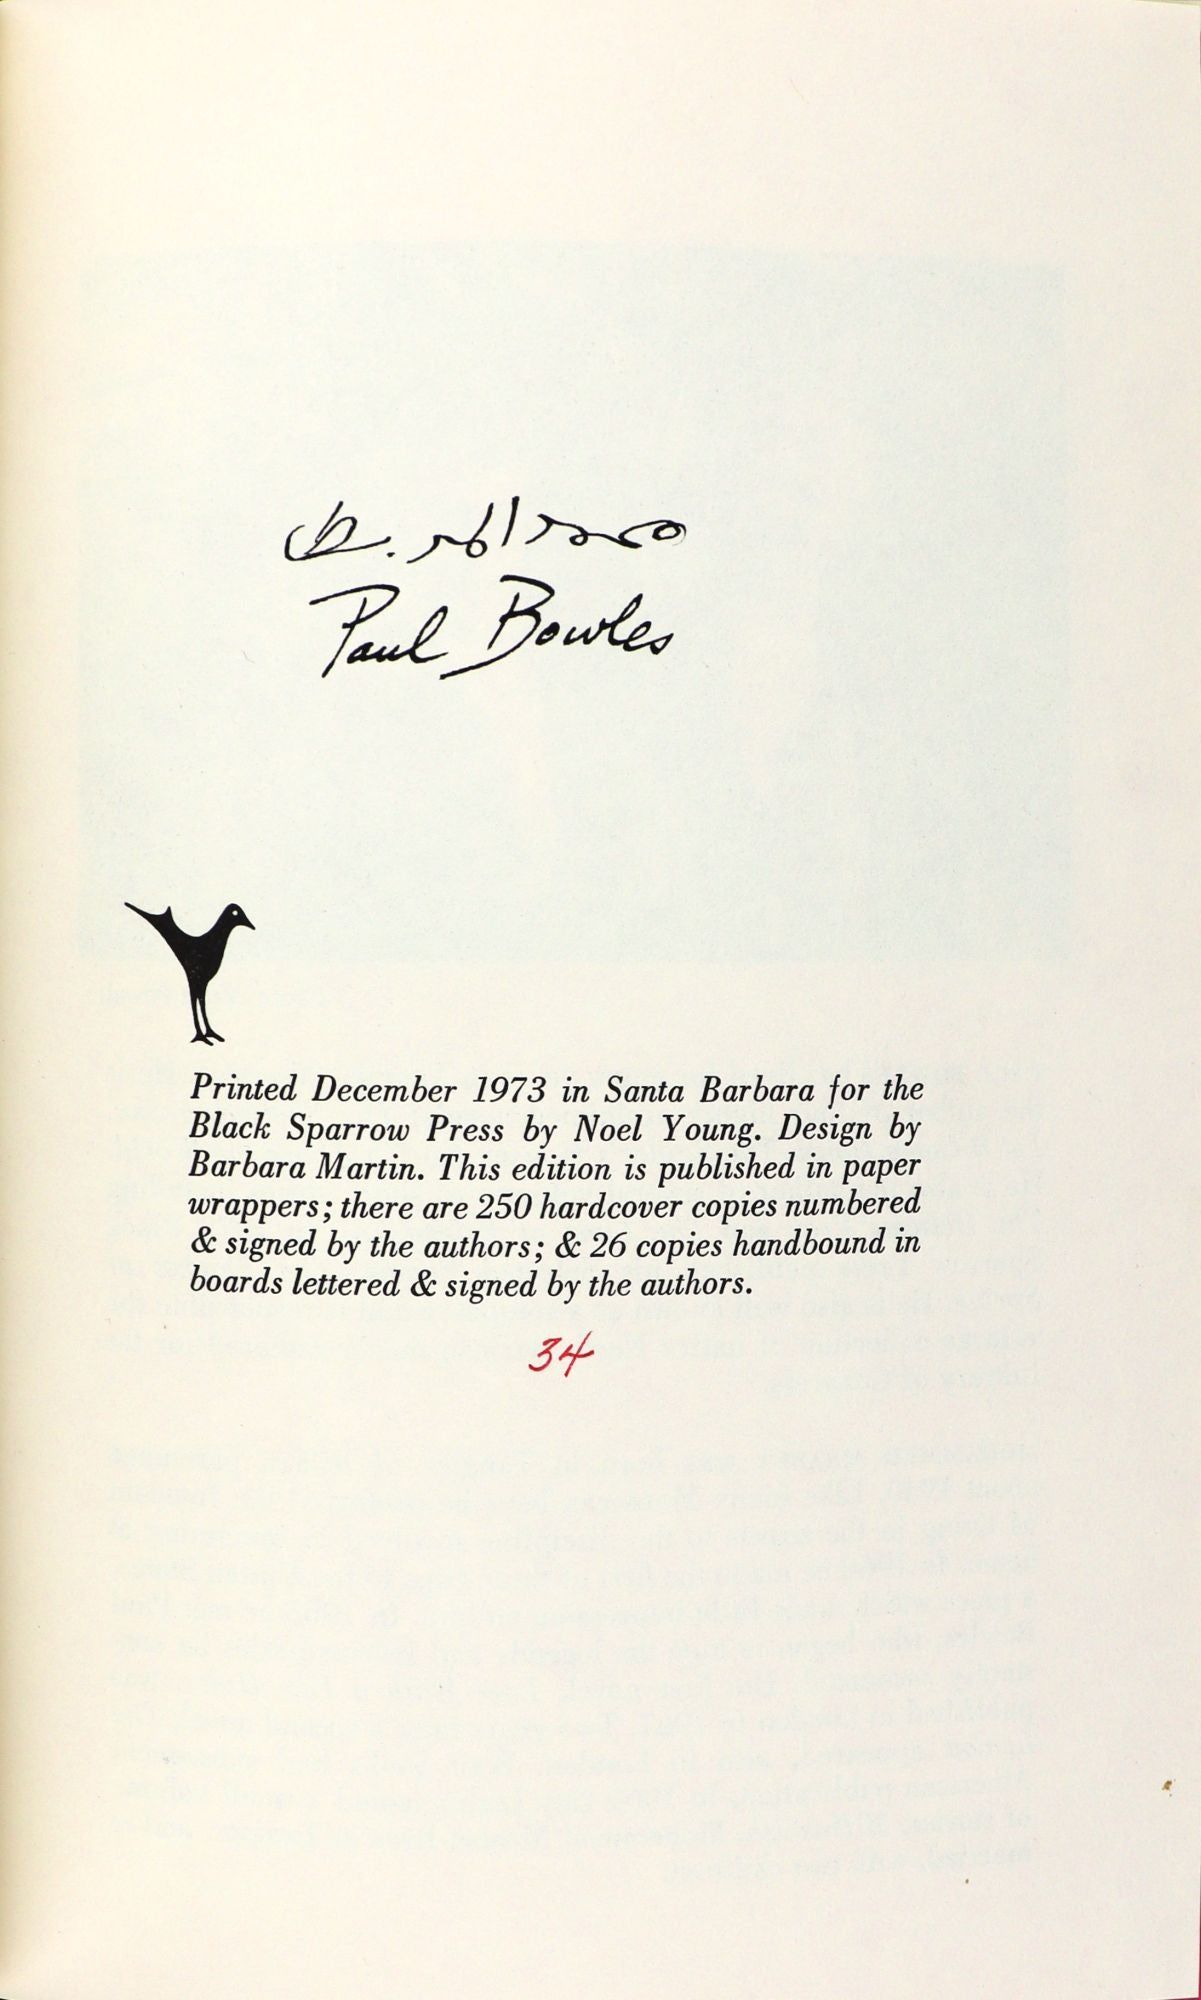 محمد المرابط
Paul Bowles
Printed December 1973 in Santa Barbara for the
Black Sparrow Press by Noel Young. Design by
Barbara Martin. This edition is published in paper
wrappers; there are 250 hardcover copies numbered
& signed by the authors; & 26 copies handbound in
boards lettered & signed by the authors.
34